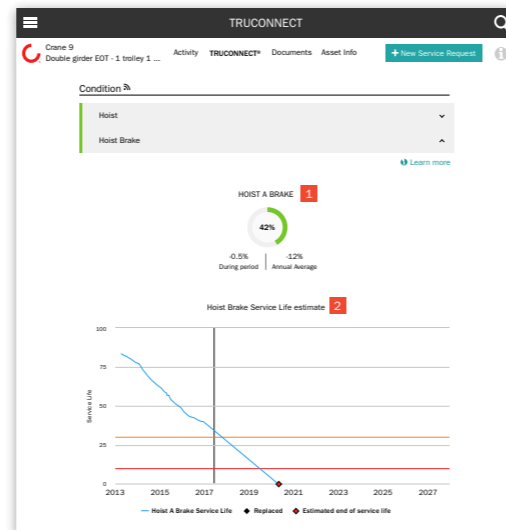 TRUCONNECT
Crane 9
Double girder EOT - 1 trolley 1 ...
Activity TRUCONNECT® Documents Asset Info
+ New Service Request
Condition
Hoist
Hoist Brake
Learn more
HOIST A BRAKE 1
42%
-0.5% -12%
During period Annual Average
Hoist Brake Service Life estimate 2
Service Life
100
75
50
25
0
2013 2015 2017 2019 2021 2023 2025 2027
Hoist A Brake Service Life Replaced Estimated end of service life